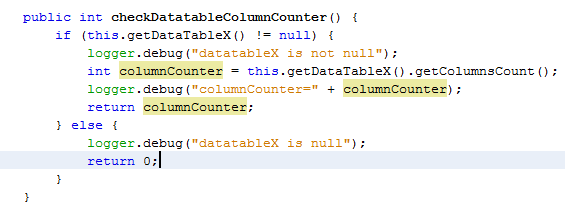 public int checkDatatableColumnCounter() {
if (this.getDataTableX() != null) {
logger.debug("datatableX is not null");
int columnCounter = this.getDataTableX().getColumnsCount();
logger.debug("columnCounter=" + columnCounter);
return columnCounter;
} else {
logger.debug("datatableX is null");
return 0;
}
}